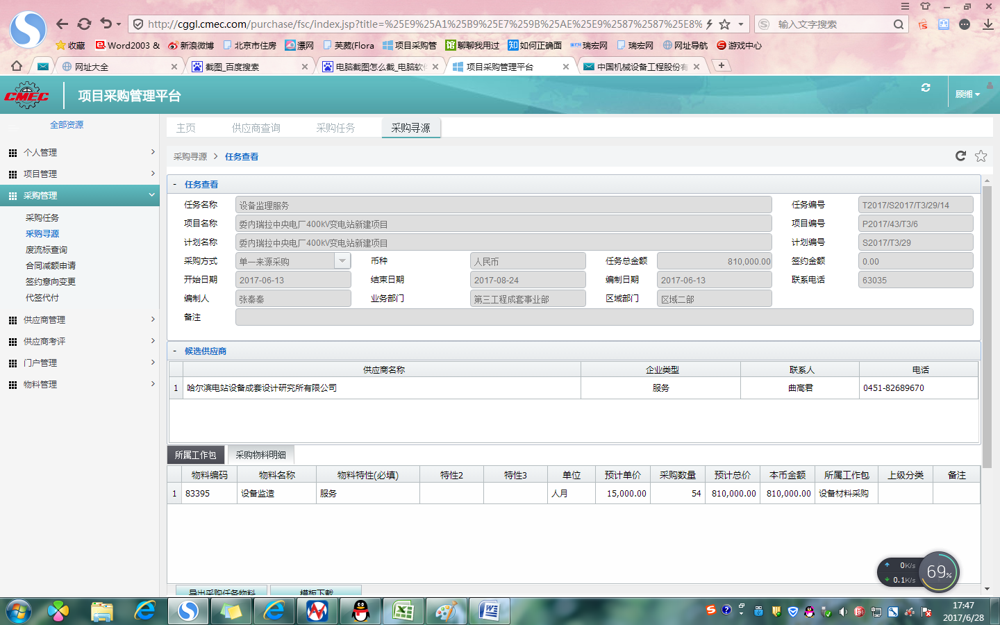 http://cggl.cmec.com/purchase/fsc/index.jsp?title=%25E9%25A1%25B9%25E7%259B%25AE%25E9%2587%2587%25E8%
输入文字搜索
收藏 Word2003 & 新浪微博 北京市住房 漂网 芙葳(Flora 项目采购管 馆 聊聊我用过 知 如何正确面 瑞宏网 瑞宏网 网址导航 游戏中心
网址大全 截图_百度搜索 电脑截图怎么截_电脑软件 项目采购管理平台 中国机械设备工程股份有
CMEC 项目采购管理平台 顾缃
全部资源
个人管理
项目管理
采购管理
采购任务
采购寻源
废流标查询
合同减额申请
签约意向变更
代签代付
供应商管理
供应商考评
门户管理
物料管理
主页 供应商查询 采购任务 采购寻源
采购寻源 > 任务查看
- 任务查看
任务名称 设备监理服务 任务编号 T2017/S2017/T3/29/14
项目名称 委内瑞拉中央电厂400kV变电站新建项目 项目编号 P2017/43/T3/6
计划名称 委内瑞拉中央电厂400kV变电站新建项目 计划编号 S2017/T3/29
采购方式 单一来源采购 币种 人民币 任务总金额 810,000.00 签约金额 0.00
开始日期 2017-06-13 结束日期 2017-08-24 编制日期 2017-06-13 联系电话 63035
编制人 张秦秦 业务部门 第三工程成套事业部 区域部门 区域二部
备注
- 候选供应商
供应商名称 企业类型 联系人 电话
1 哈尔滨电站设备成套设计研究所有限公司 服务 曲高君 0451-82689670
所属工作包 采购物料明细
物料编码 物料名称 物料特性(必填) 特性2 特性3 单位 预计单价 采购数量 预计总价 本币金额 所属工作包 上级分类 备注
1 83395 设备监造 服务 人月 15,000.00 54 810,000.00 810,000.00 设备材料采购
导出采购任务物料 模板下载
0K/s
0.1K/s
69%
17:47
2017/6/28